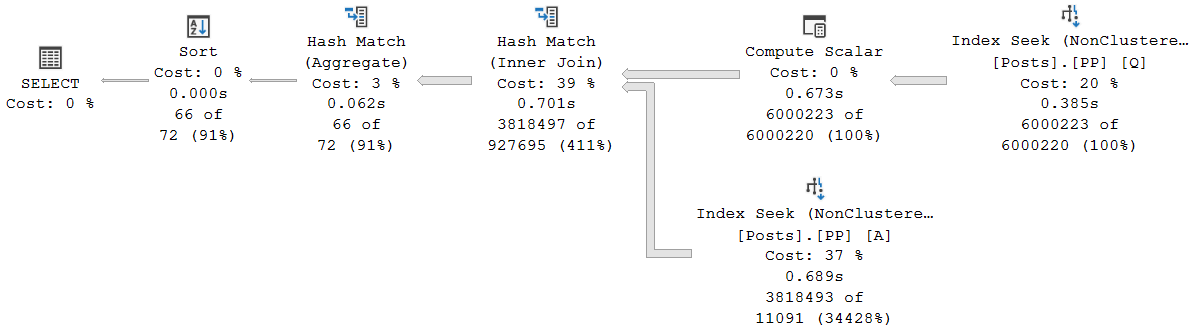 SELECT
Cost: 0 %
Sort
Cost: 0 %
0.000s
66 of
72 (91%)
Hash Match
(Aggregate)
Cost: 3 %
0.062s
66 of
72 (91%)
Hash Match
(Inner Join)
Cost: 39 %
0.701s
3818497 of
927695 (411%)
Compute Scalar
Cost: 0 %
0.673s
6000223 of
6000220 (100%)
Index Seek (NonClustere…
[Posts].[PP] [Q]
Cost: 20 %
0.385s
6000223 of
6000220 (100%)
Index Seek (NonClustere…
[Posts].[PP] [A]
Cost: 37 %
0.689s
3818493 of
11091 (34428%)